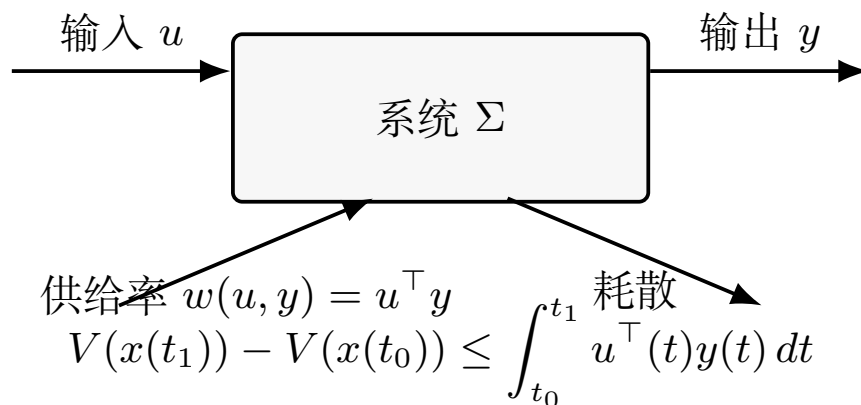 输入 u
输出 y
系统 Σ
供给率 w(u, y) = u^⊤ y
耗散
V(x(t_1)) − V(x(t_0)) ≤ ∫_{t_0}^{t_1} u^⊤(t)y(t) dt